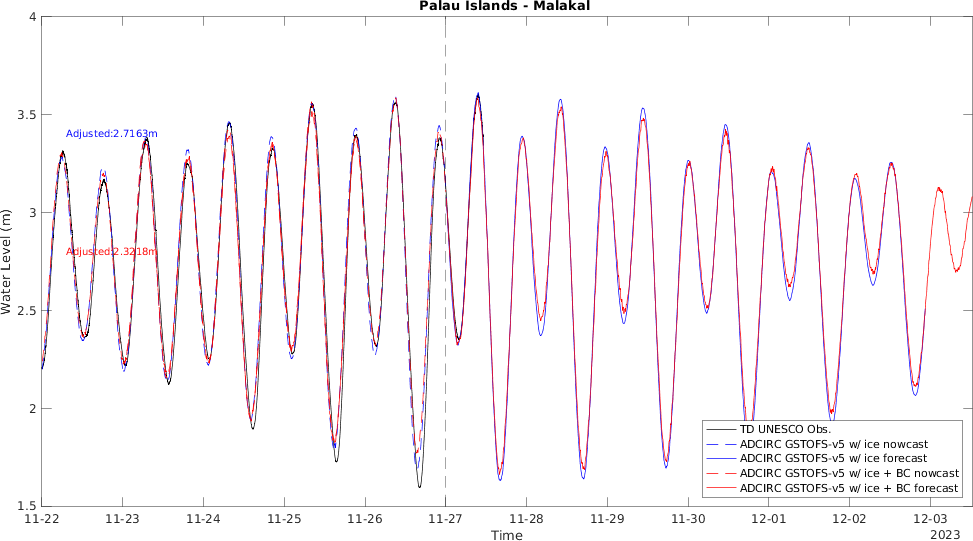 Palau Islands - Malakal
4
3.5
3
2.5
2
1.5
Water Level (m)
Adjusted:2.7163m
Adjusted:2.3218m
TD UNESCO Obs.
ADCIRC GSTOFS-v5 w/ ice nowcast
ADCIRC GSTOFS-v5 w/ ice forecast
ADCIRC GSTOFS-v5 w/ ice + BC nowcast
ADCIRC GSTOFS-v5 w/ ice + BC forecast
11-22 11-23 11-24 11-25 11-26 11-27 11-28 11-29 11-30 12-01 12-02 12-03
Time
2023